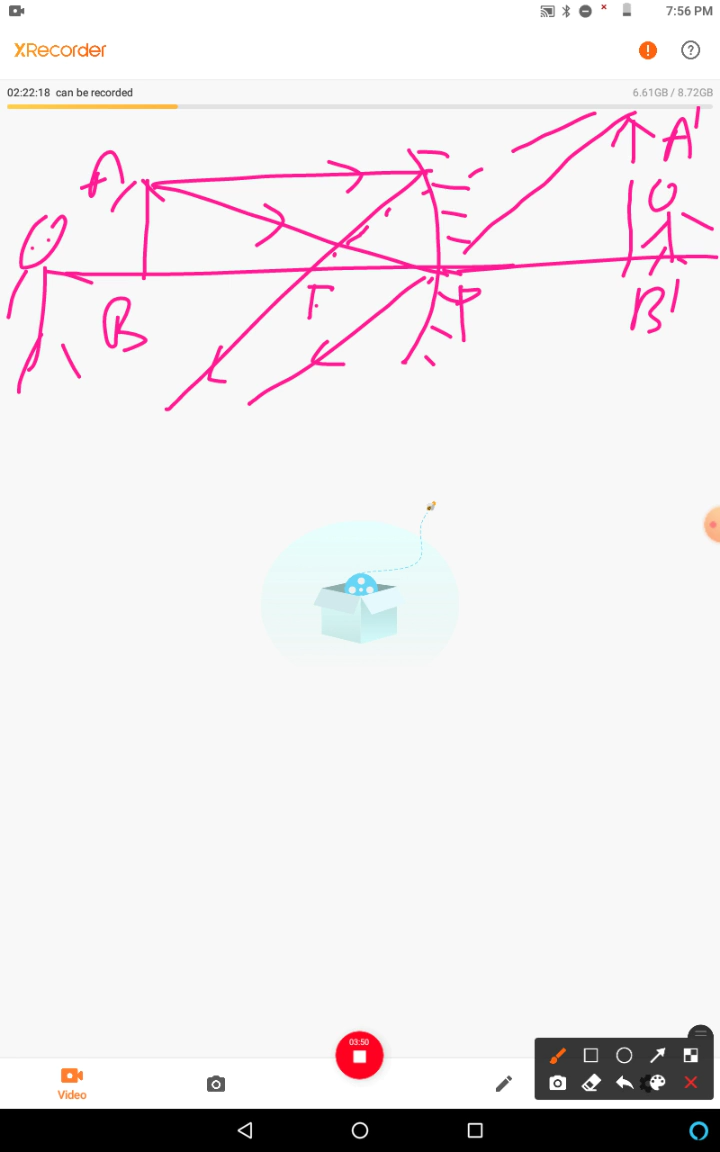 7:56 PM
XRecorder
02:22:18 can be recorded
6.61GB / 8.72GB
A
A'
F
P
B
B'
03:50
Video